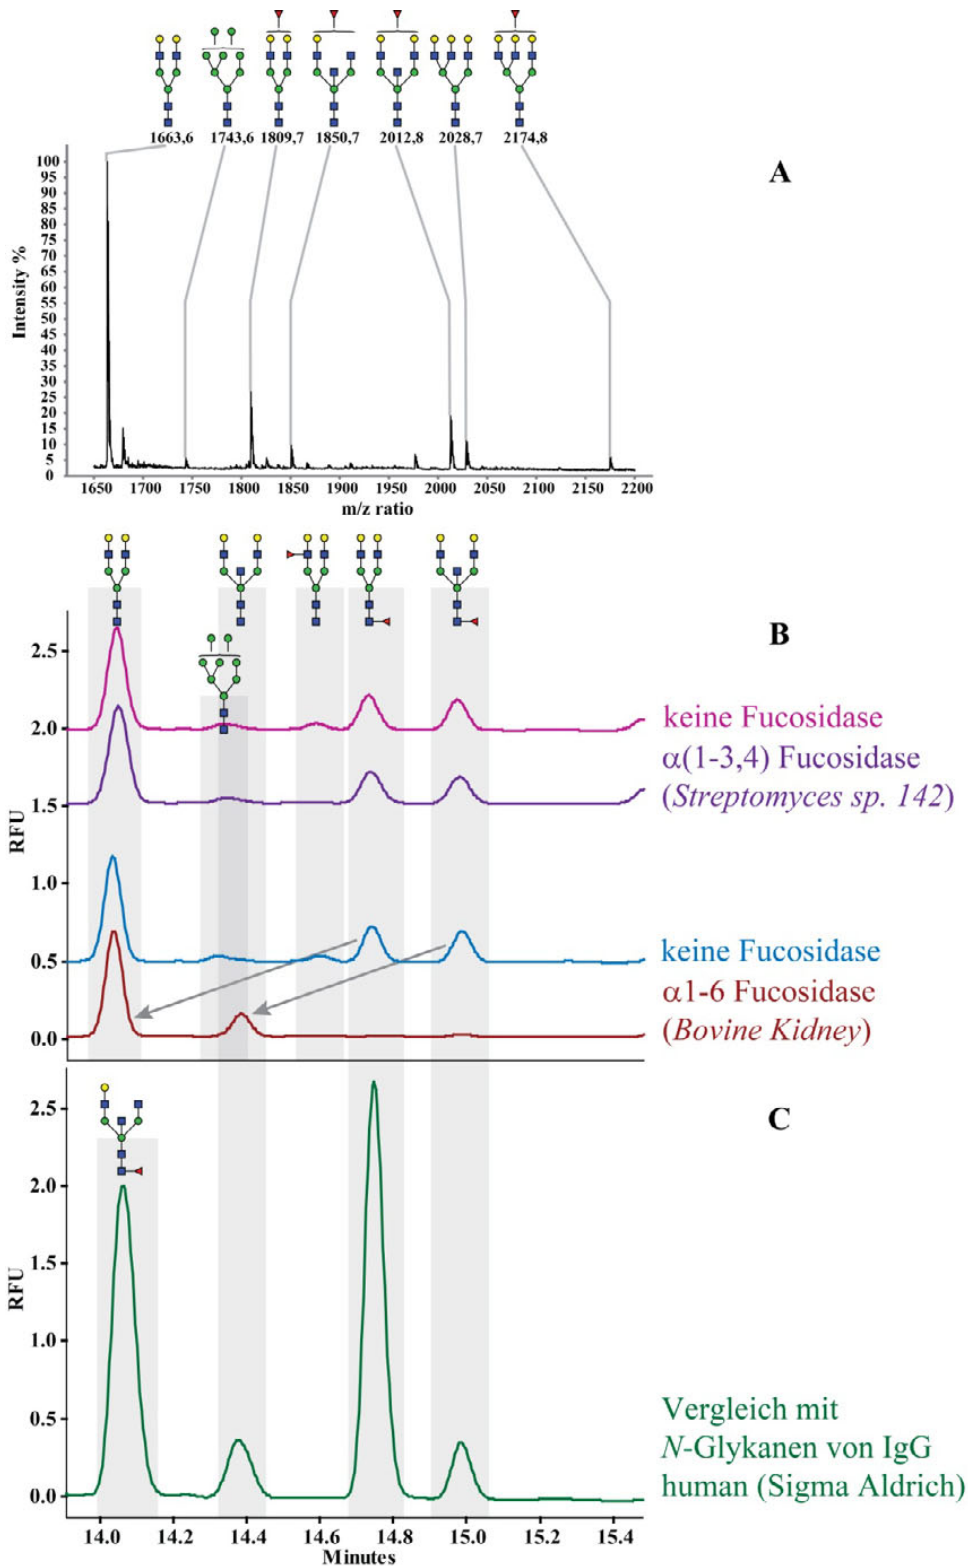 1663,6 1743,6 1809,7 1850,7 2012,8 2028,7 2174,8
A
Intensity %
100
95
90
85
80
75
70
65
60
55
50
45
40
35
30
25
20
15
10
5
0
1650 1700 1750 1800 1850 1900 1950 2000 2050 2100 2150 2200
m/z ratio
B
RFU
2.5
2.0
1.5
1.0
0.5
0.0
keine Fucosidase
α(1-3,4) Fucosidase
(Streptomyces sp. 142)
keine Fucosidase
α1-6 Fucosidase
(Bovine Kidney)
C
RFU
2.5
2.0
1.5
1.0
0.5
0.0
Vergleich mit
N-Glykanen von IgG
human (Sigma Aldrich)
14.0 14.2 14.4 14.6 14.8 15.0 15.2 15.4
Minutes